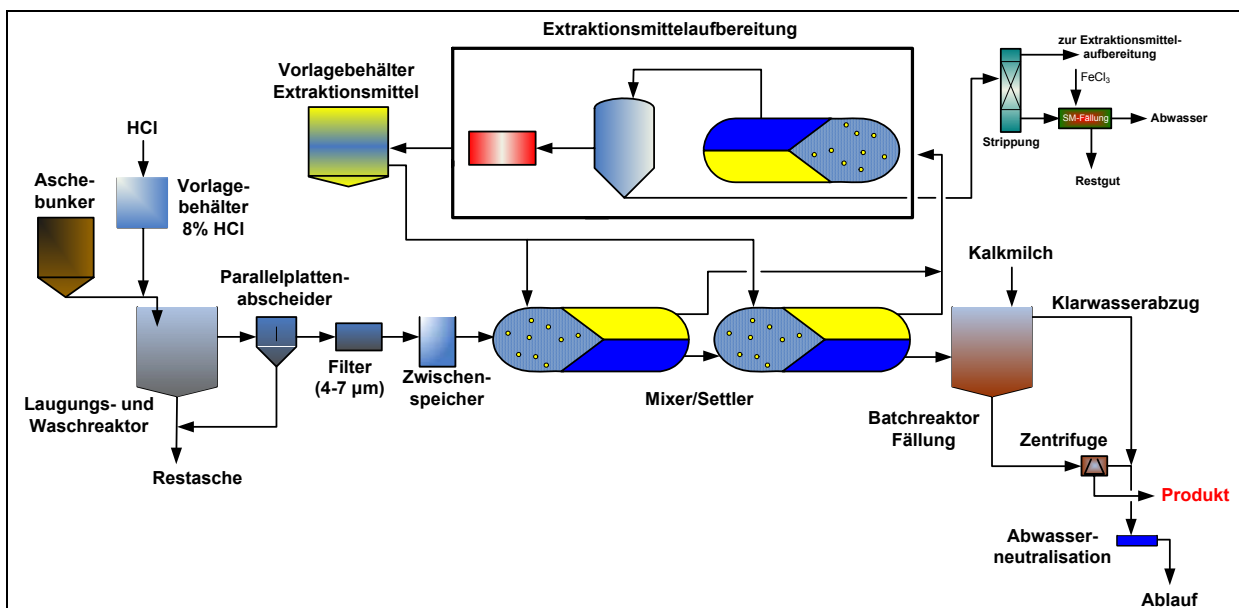 Extraktionsmittelaufbereitung
zur Extraktionsmittel-
aufbereitung
FeCl₃
SM-Fällung
Abwasser
Strippung
Restgut
Vorlagebehälter
Extraktionsmittel
HCl
Asche-
bunker
Vorlage-
behälter
8% HCl
Parallelplatten-
abscheider
Filter
(4-7 µm)
Zwischen-
speicher
Laugungs- und
Waschreaktor
Restasche
Mixer/Settler
Kalkmilch
Klarwasserabzug
Batchreaktor
Fällung
Zentrifuge
Produkt
Abwasser-
neutralisation
Ablauf